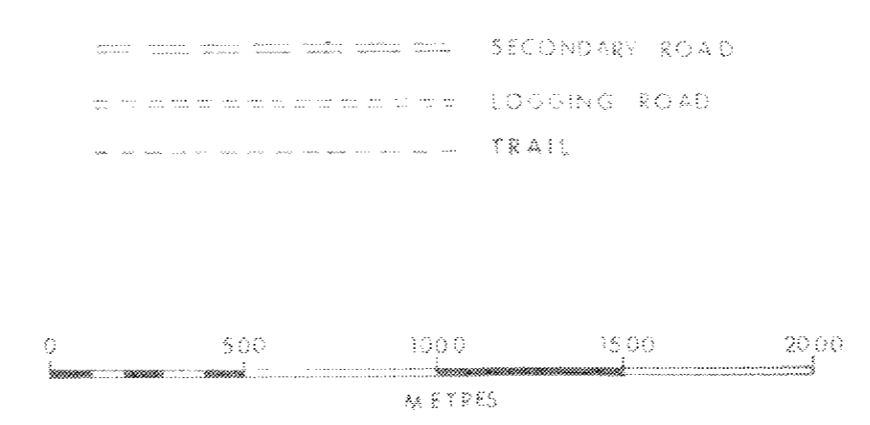 SECONDARY ROAD
LOGGING ROAD
TRAIL
0 500 1000 1500 2000
METRES